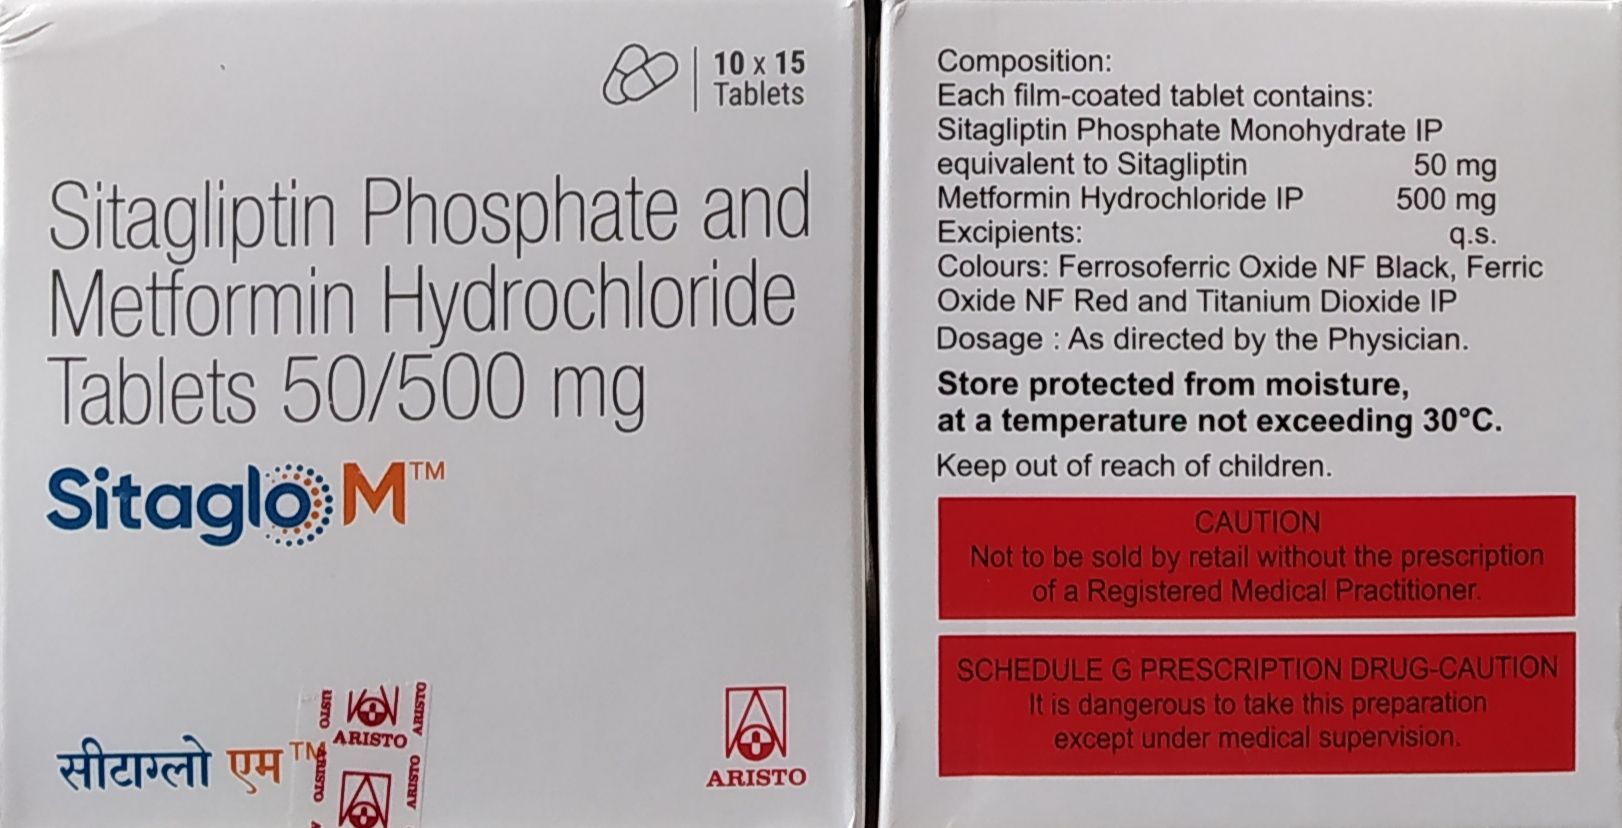 10 x 15
Tablets
Sitagliptin Phosphate and
Metformin Hydrochloride
Tablets 50/500 mg
Sitaglo M™
सीटाग्लो एम™
ARISTO
ARISTO
ARISTO
ARISTO
ARISTO
ARISTO
Composition:
Each film-coated tablet contains:
Sitagliptin Phosphate Monohydrate IP
equivalent to Sitagliptin 50 mg
Metformin Hydrochloride IP 500 mg
Excipients: q.s.
Colours: Ferrosoferric Oxide NF Black, Ferric
Oxide NF Red and Titanium Dioxide IP
Dosage : As directed by the Physician.
Store protected from moisture,
at a temperature not exceeding 30°C.
Keep out of reach of children.
CAUTION
Not to be sold by retail without the prescription
of a Registered Medical Practitioner.
SCHEDULE G PRESCRIPTION DRUG-CAUTION
It is dangerous to take this preparation
except under medical supervision.